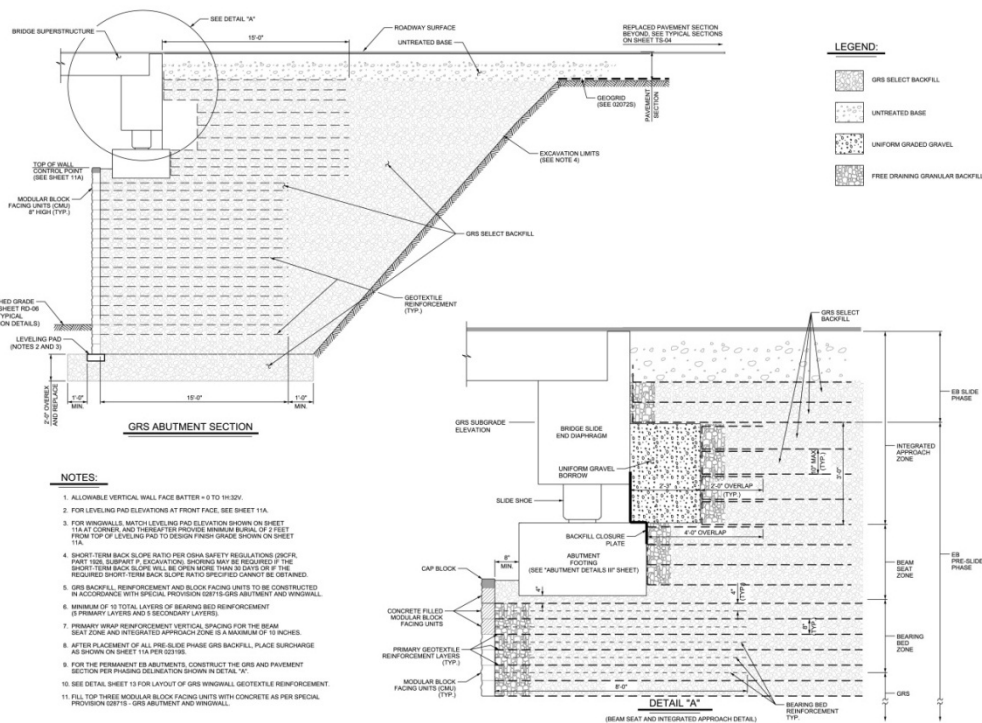 SEE DETAIL "A"
BRIDGE SUPERSTRUCTURE
15'-0"
ROADWAY SURFACE
UNTREATED BASE
REPLACED PAVEMENT SECTION
BEYOND, SEE TYPICAL SECTIONS
ON SHEET TS-04
GEOGRID
(SEE 02072S)
PAVEMENT
SECTION
EXCAVATION LIMITS
(SEE NOTE 4)
TOP OF WALL
CONTROL POINT
(SEE SHEET 11A)
MODULAR BLOCK
FACING UNITS (CMU)
8" HIGH (TYP.)
GRS SELECT BACKFILL
GEOTEXTILE
REINFORCEMENT
(TYP.)
HED GRADE
SHEET RD-06
TYPICAL
ION DETAILS)
LEVELING PAD
(NOTES 2 AND 3)
2'-0" OVEREX
AND REPLACE
1'-0"
MIN.
15'-0"
1'-0"
MIN.
GRS ABUTMENT SECTION
LEGEND:
GRS SELECT BACKFILL
UNTREATED BASE
UNIFORM GRADED GRAVEL
FREE DRAINING GRANULAR BACKFILL
NOTES:
1. ALLOWABLE VERTICAL WALL FACE BATTER = 0 TO 1H:32V.
2. FOR LEVELING PAD ELEVATIONS AT FRONT FACE, SEE SHEET 11A.
3. FOR WINGWALLS, MATCH LEVELING PAD ELEVATION SHOWN ON SHEET
11A AT CORNER, AND THEREAFTER PROVIDE MINIMUM BURIAL OF 2 FEET
FROM TOP OF LEVELING PAD TO DESIGN FINISH GRADE SHOWN ON SHEET
11A.
4. SHORT-TERM BACK SLOPE RATIO PER OSHA SAFETY REGULATIONS (29CFR,
PART 1926, SUBPART P, EXCAVATION). SHORING MAY BE REQUIRED IF THE
SHORT-TERM BACK SLOPE WILL BE OPEN MORE THAN 30 DAYS OR IF THE
REQUIRED SHORT-TERM BACK SLOPE RATIO SPECIFIED CANNOT BE OBTAINED.
5. GRS BACKFILL, REINFORCEMENT AND BLOCK FACING UNITS TO BE CONSTRUCTED
IN ACCORDANCE WITH SPECIAL PROVISION 02871S-GRS ABUTMENT AND WINGWALL.
6. MINIMUM OF 10 TOTAL LAYERS OF BEARING BED REINFORCEMENT
(5 PRIMARY LAYERS AND 5 SECONDARY LAYERS).
7. PRIMARY WRAP REINFORCEMENT VERTICAL SPACING FOR THE BEAM
SEAT ZONE AND INTEGRATED APPROACH ZONE IS A MAXIMUM OF 10 INCHES.
8. AFTER PLACEMENT OF ALL PRE-SLIDE PHASE GRS BACKFILL, PLACE SURCHARGE
AS SHOWN ON SHEET 11A PER 02319S.
9. FOR THE PERMANENT EB ABUTMENTS, CONSTRUCT THE GRS AND PAVEMENT
SECTION PER PHASING DELINEATION SHOWN IN DETAIL "A".
10. SEE DETAIL SHEET 13 FOR LAYOUT OF GRS WINGWALL GEOTEXTILE REINFORCEMENT.
11. FILL TOP THREE MODULAR BLOCK FACING UNITS WITH CONCRETE AS PER SPECIAL
PROVISION 02871S - GRS ABUTMENT AND WINGWALL.
GRS SELECT
BACKFILL
GRS SUBGRADE
ELEVATION
BRIDGE SLIDE
END DIAPHRAGM
UNIFORM GRAVEL
BORROW
2'-3"
2'-0" OVERLAP
(TYP.)
10" MAX
(TYP.)
3'-0"
4'-0" OVERLAP
SLIDE SHOE
BACKFILL CLOSURE
PLATE
ABUTMENT
FOOTING
(SEE "ABUTMENT DETAILS III" SHEET)
8"
MIN.
CAP BLOCK
4"
4"
(TYP.)
8"
(TYP.)
CONCRETE FILLED
MODULAR BLOCK
FACING UNITS
PRIMARY GEOTEXTILE
REINFORCEMENT LAYERS
(TYP.)
MODULAR BLOCK
FACING UNITS (CMU)
(TYP.)
8'-0"
BEARING BED
REINFORCEMENT
TYP.
EB SLIDE
PHASE
INTEGRATED
APPROACH
ZONE
EB
PRE-SLIDE
PHASE
BEAM
SEAT
ZONE
BEARING
BED
ZONE
GRS
DETAIL "A"
(BEAM SEAT AND INTEGRATED APPROACH DETAIL)